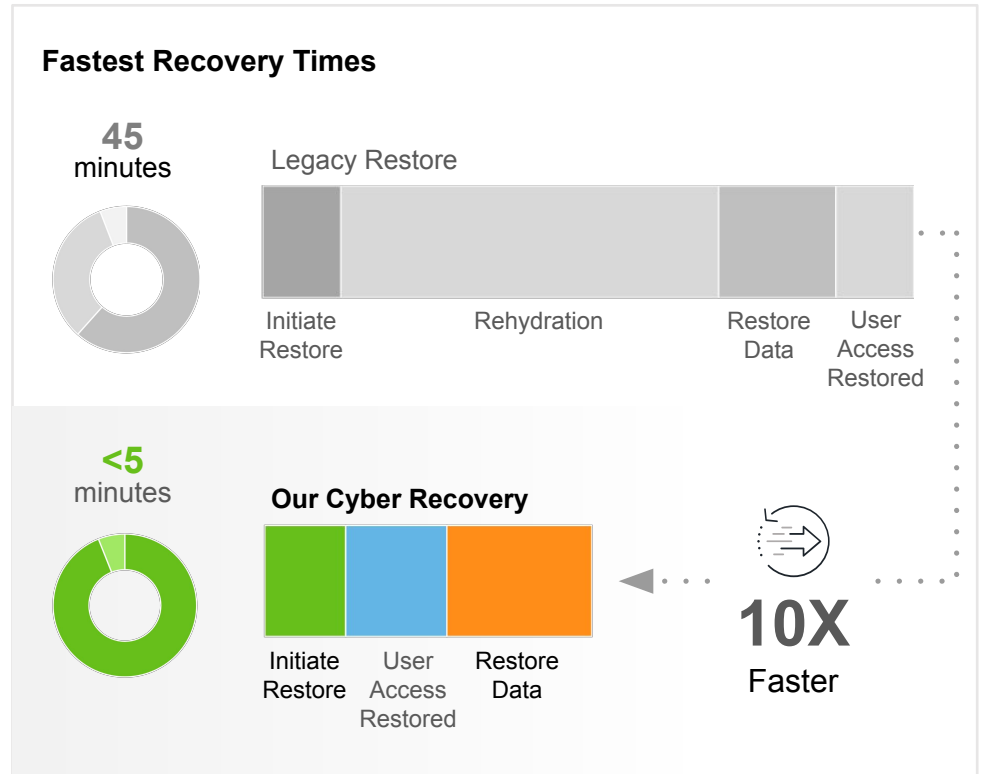 Fastest Recovery Times
45
minutes
Legacy Restore
Initiate
Restore
Rehydration
Restore
Data
User
Access
Restored
<5
minutes
Our Cyber Recovery
Initiate
Restore
User
Access
Restored
Restore
Data
10X
Faster